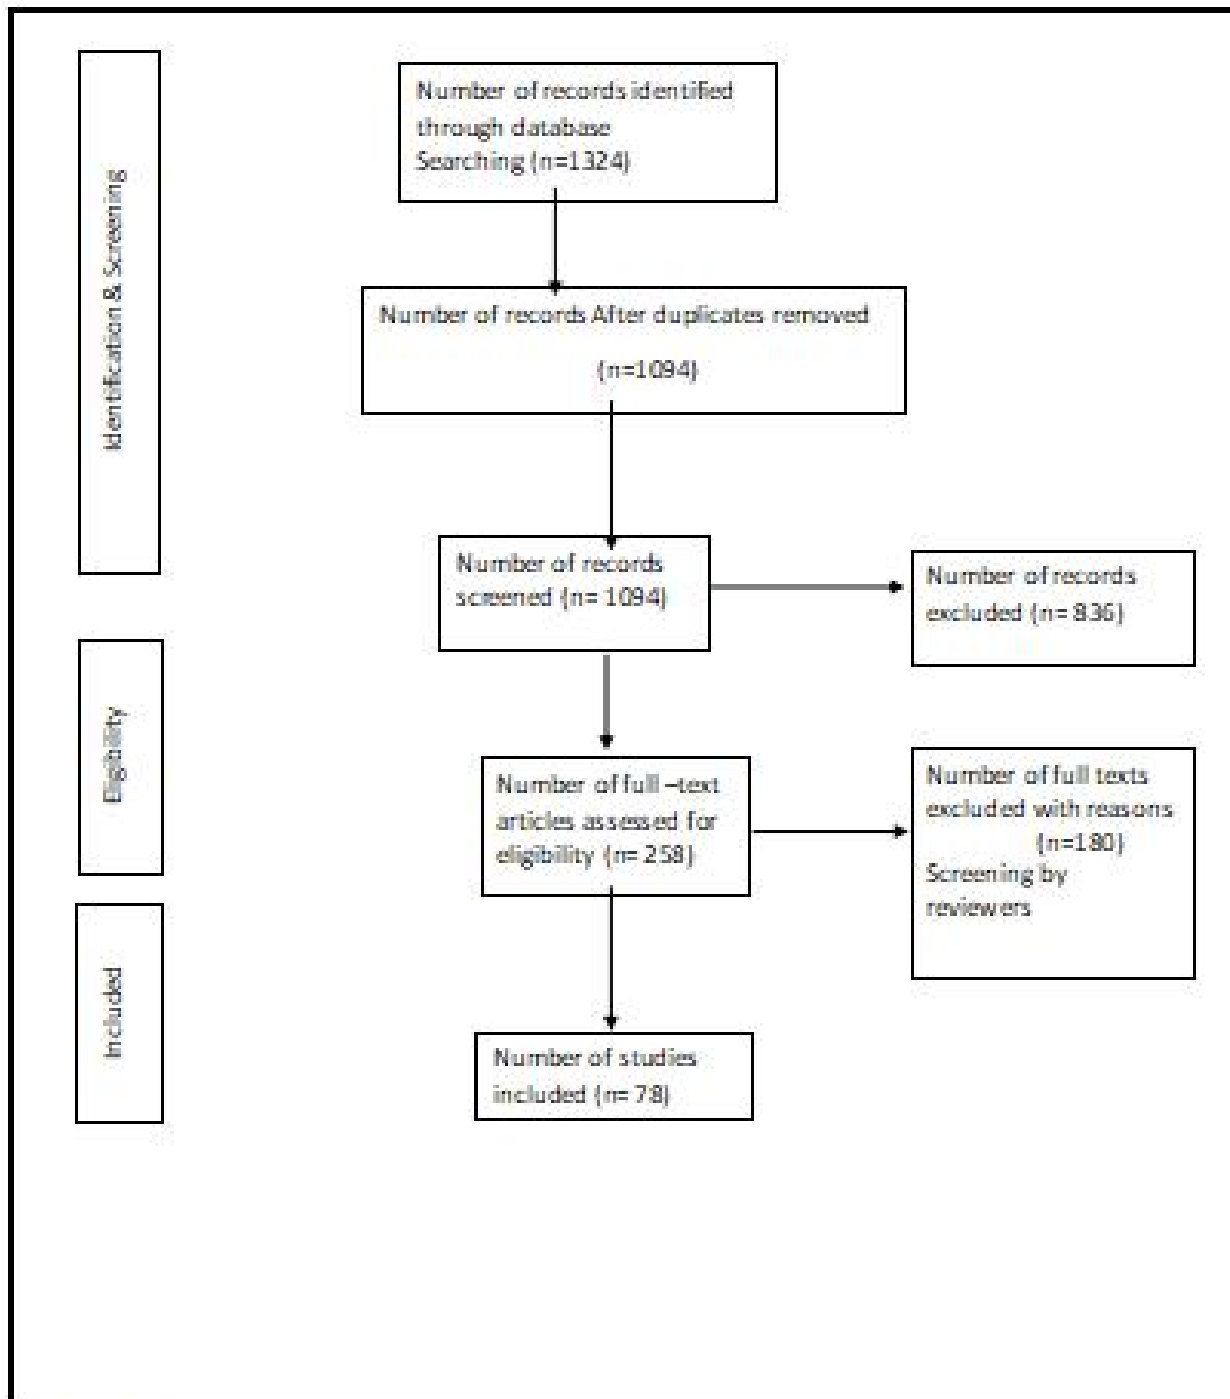 Identification & Screening
Number of records identified
through database
Searching (n=1324)
Number of records After duplicates removed
(n=1094)
Number of records
screened (n= 1094)
Number of records
excluded (n= 836)
Eligibility
Number of full –text
articles assessed for
eligibility (n= 258)
Number of full texts
excluded with reasons
(n=180)
Screening by
reviewers
Included
Number of studies
included (n= 78)